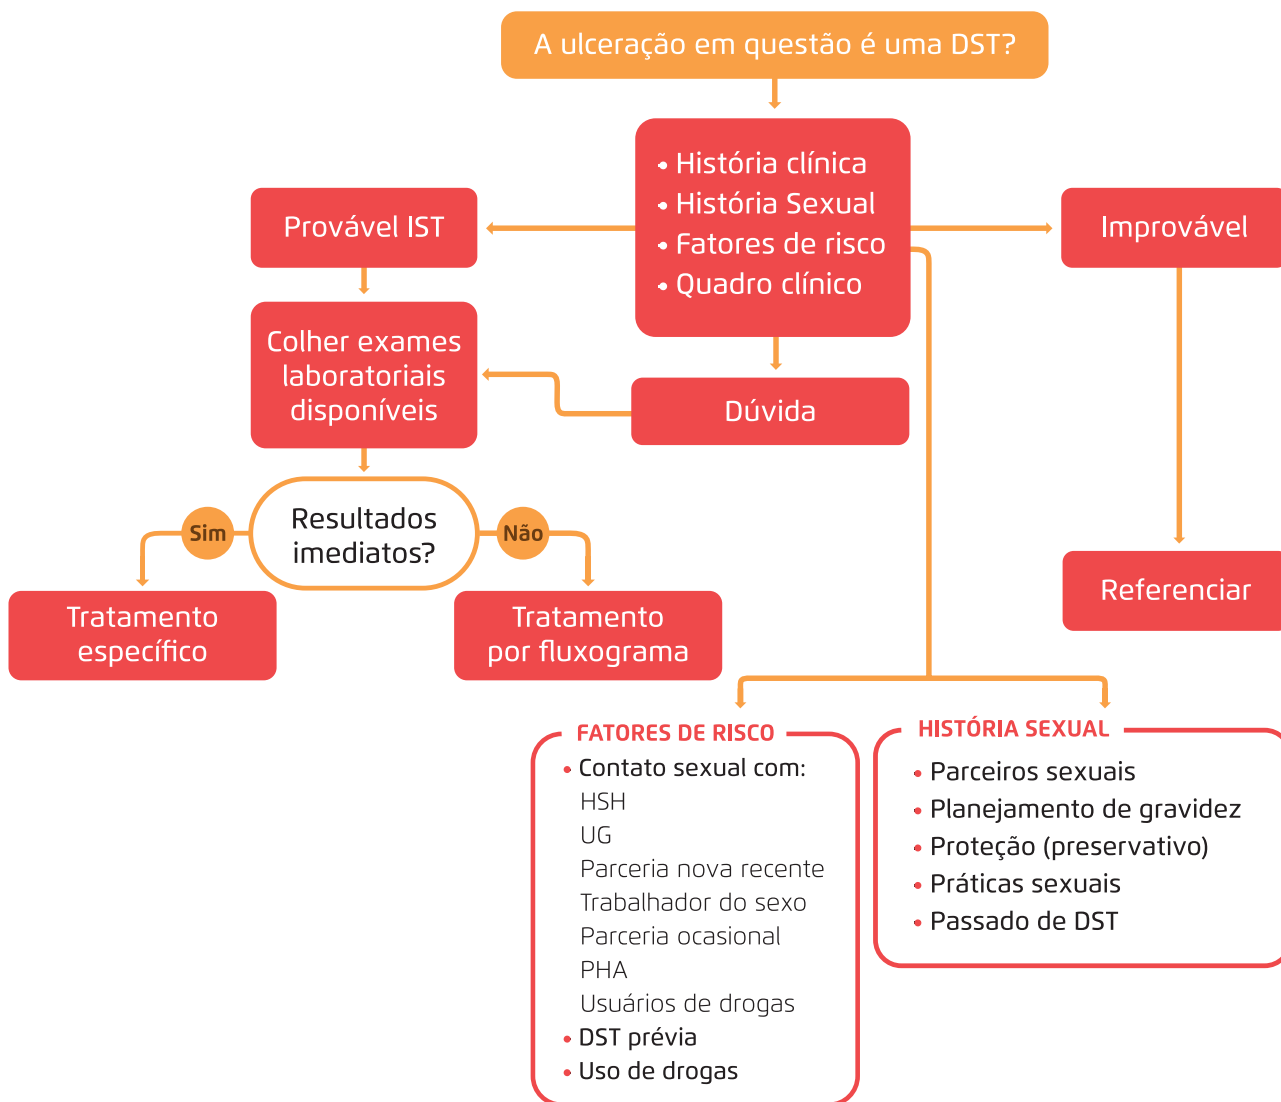 A ulceração em questão é uma DST?
• História clínica
• História Sexual
• Fatores de risco
• Quadro clínico
Provável IST
Improvável
Colher exames
laboratoriais
disponíveis
Dúvida
Resultados
imediatos?
Sim
Não
Tratamento
específico
Tratamento
por fluxograma
Referenciar
FATORES DE RISCO
• Contato sexual com:
HSH
UG
Parceria nova recente
Trabalhador do sexo
Parceria ocasional
PHA
Usuários de drogas
• DST prévia
• Uso de drogas
HISTÓRIA SEXUAL
• Parceiros sexuais
• Planejamento de gravidez
• Proteção (preservativo)
• Práticas sexuais
• Passado de DST